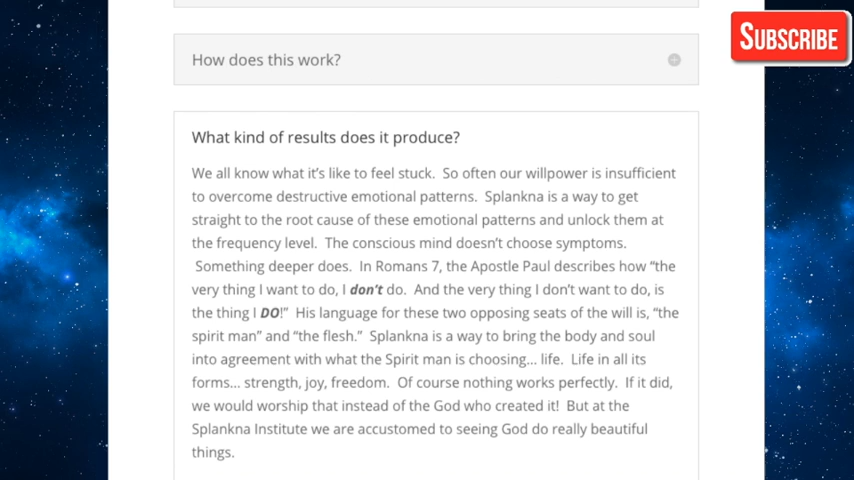 SUBSCRIBE
How does this work?
What kind of results does it produce?
We all know what it's like to feel stuck.  So often our willpower is insufficient
to overcome destructive emotional patterns.  Splankna is a way to get
straight to the root cause of these emotional patterns and unlock them at
the frequency level.  The conscious mind doesn't choose symptoms.
Something deeper does.  In Romans 7, the Apostle Paul describes how “the
very thing I want to do, I don't do.  And the very thing I don't want to do, is
the thing I DO!”  His language for these two opposing seats of the will is, “the
spirit man” and “the flesh.”  Splankna is a way to bring the body and soul
into agreement with what the Spirit man is choosing... life.  Life in all its
forms... strength, joy, freedom.  Of course nothing works perfectly.  If it did,
we would worship that instead of the God who created it!  But at the
Splankna Institute we are accustomed to seeing God do really beautiful
things.